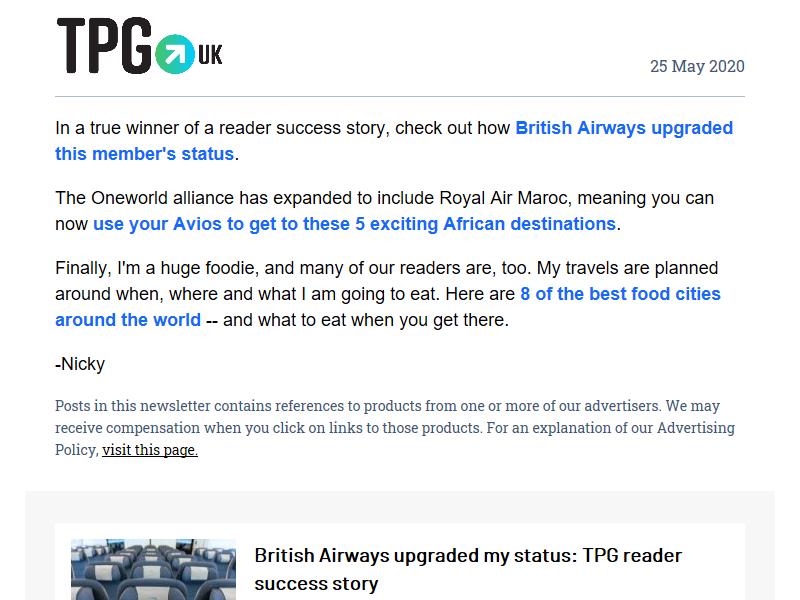 TPG UK
25 May 2020
In a true winner of a reader success story, check out how British Airways upgraded
this member's status.
The Oneworld alliance has expanded to include Royal Air Maroc, meaning you can
now use your Avios to get to these 5 exciting African destinations.
Finally, I'm a huge foodie, and many of our readers are, too. My travels are planned
around when, where and what I am going to eat. Here are 8 of the best food cities
around the world -- and what to eat when you get there.
-Nicky
Posts in this newsletter contains references to products from one or more of our advertisers. We may
receive compensation when you click on links to those products. For an explanation of our Advertising
Policy, visit this page.
British Airways upgraded my status: TPG reader
success story